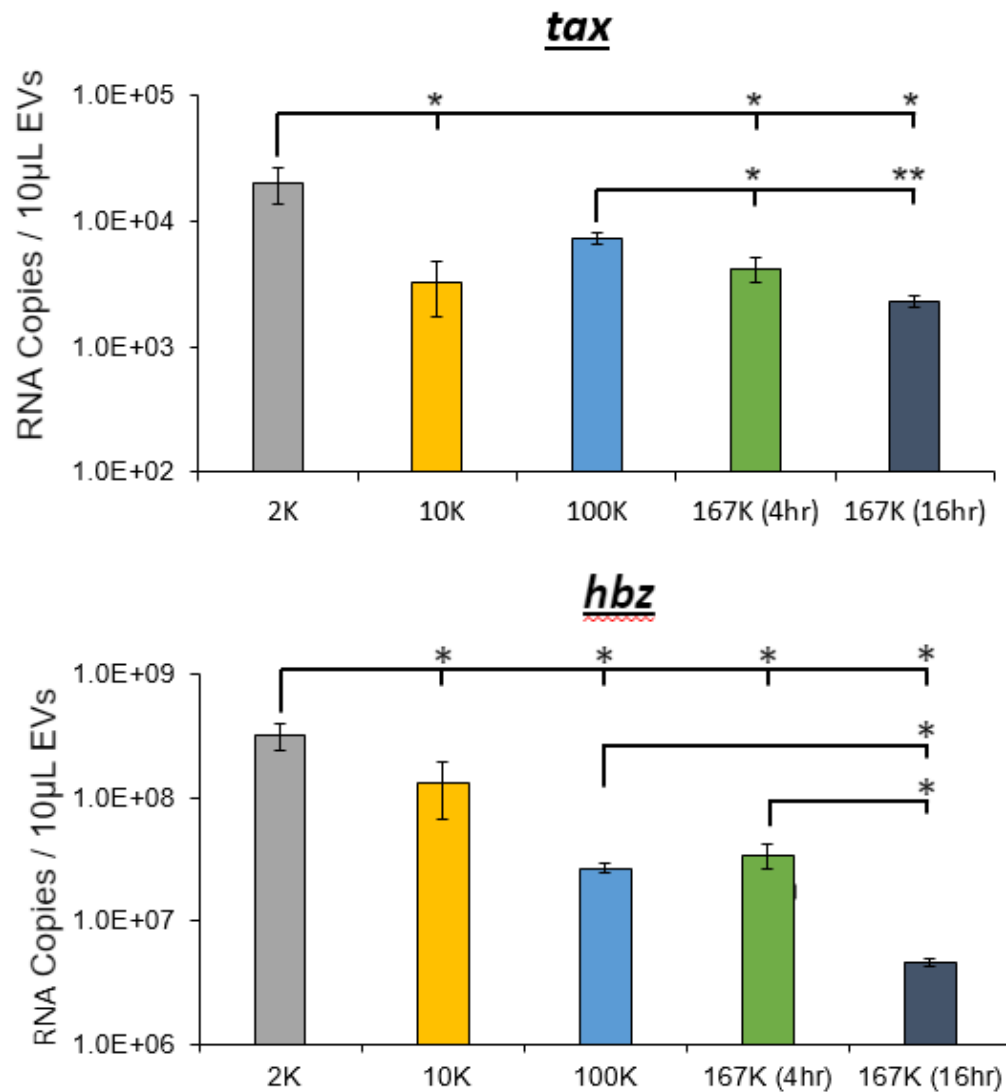 tax
RNA Copies / 10µL EVs
1.0E+05
1.0E+04
1.0E+03
1.0E+02
* * *
* **
2K 10K 100K 167K (4hr) 167K (16hr)
hbz
RNA Copies / 10µL EVs
1.0E+09
1.0E+08
1.0E+07
1.0E+06
* * * *
*
*
2K 10K 100K 167K (4hr) 167K (16hr)